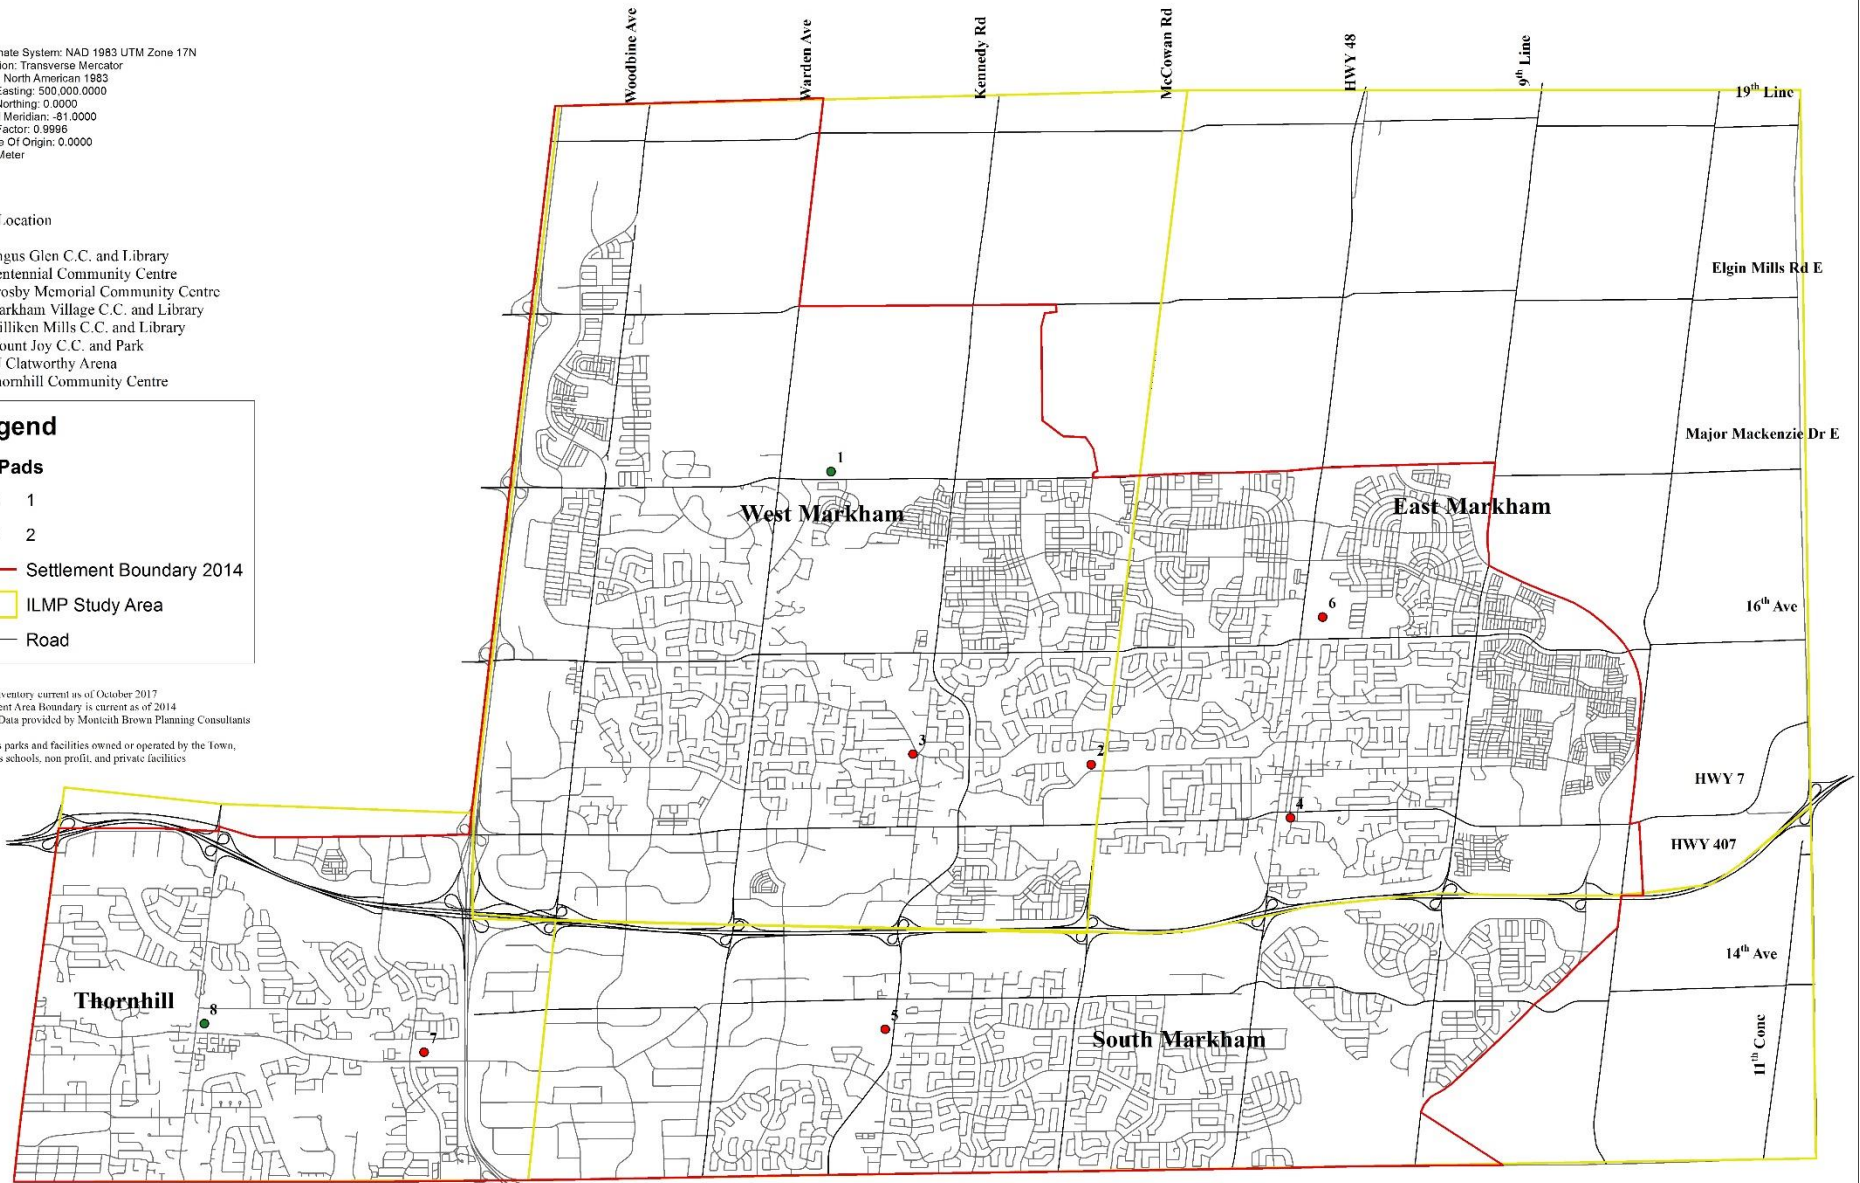 Woodbine Ave
Warden Ave
Kennedy Rd
McCowan Rd
HWY 48
9th Line
19th Line
nate System: NAD 1983 UTM Zone 17N
ion: Transverse Mercator
North American 1983
Easting: 500,000.0000
Northing: 0.0000
Meridian: -81.0000
Factor: 0.9996
e Of Origin: 0.0000
Meter
Location
ngus Glen C.C. and Library
entennial Community Centre
rosby Memorial Community Centre
arkham Village C.C. and Library
illiken Mills C.C. and Library
ount Joy C.C. and Park
Clatworthy Arena
hornhill Community Centre
gend
Pads
1
2
Settlement Boundary 2014
ILMP Study Area
Road
ventory current as of October 2017
ent Area Boundary is current as of 2014
Data provided by Monteith Brown Planning Consultants
s parks and facilities owned or operated by the Town,
s schools, non profit, and private facilities
Elgin Mills Rd E
Major Mackenzie Dr E
1
West Markham
East Markham
6
16th Ave
3
2
HWY 7
4
HWY 407
14th Ave
Thornhill
8
5
7
South Markham
11th Conc